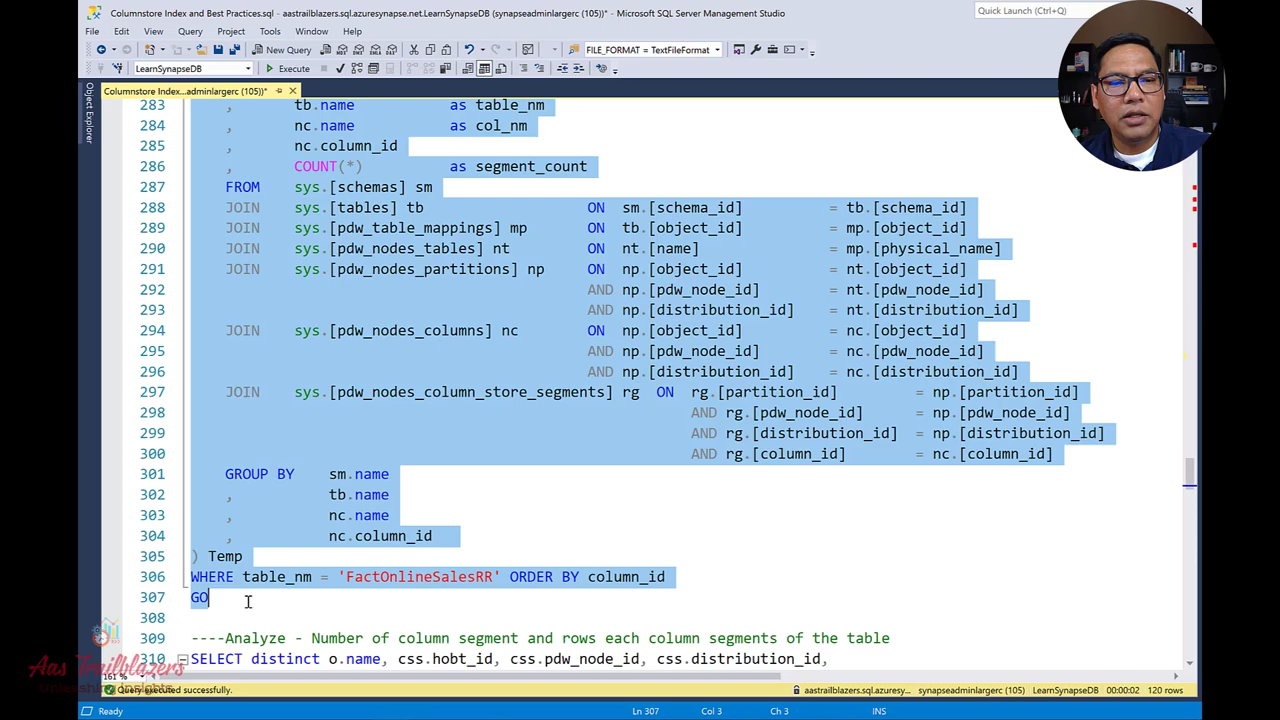 Columnstore Index and Best Practices.sql - aastrailblazers.sql.azuresynapse.net.LearnSynapseDB (synapseadminlargerc (105))* - Microsoft SQL Server Management Studio
Quick Launch (Ctrl+Q)
File Edit View Query Project Tools Window Help
New Query
FILE_FORMAT = TextFileFormat
LearnSynapseDB
Execute
Object Explorer
Columnstore Index...adminlargerc (105))*
283 , tb.name as table_nm
284 , nc.name as col_nm
285 , nc.column_id
286 , COUNT(*) as segment_count
287 FROM sys.[schemas] sm
288 JOIN sys.[tables] tb ON sm.[schema_id] = tb.[schema_id]
289 JOIN sys.[pdw_table_mappings] mp ON tb.[object_id] = mp.[object_id]
290 JOIN sys.[pdw_nodes_tables] nt ON nt.[name] = mp.[physical_name]
291 JOIN sys.[pdw_nodes_partitions] np ON np.[object_id] = nt.[object_id]
292 AND np.[pdw_node_id] = nt.[pdw_node_id]
293 AND np.[distribution_id] = nt.[distribution_id]
294 JOIN sys.[pdw_nodes_columns] nc ON np.[object_id] = nc.[object_id]
295 AND np.[pdw_node_id] = nc.[pdw_node_id]
296 AND np.[distribution_id] = nc.[distribution_id]
297 JOIN sys.[pdw_nodes_column_store_segments] rg ON rg.[partition_id] = np.[partition_id]
298 AND rg.[pdw_node_id] = np.[pdw_node_id]
299 AND rg.[distribution_id] = np.[distribution_id]
300 AND rg.[column_id] = nc.[column_id]
301 GROUP BY sm.name
302 , tb.name
303 , nc.name
304 , nc.column_id
305 ) Temp
306 WHERE table_nm = 'FactOnlineSalesRR' ORDER BY column_id
307 GO
308
309 ----Analyze - Number of column segment and rows each column segments of the table
310 SELECT distinct o.name, css.hobt_id, css.pdw_node_id, css.distribution_id,
Aas Trailblazers
Unleashing Insights
161 %
Query executed successfully.
aastrailblazers.sql.azuresy... synapseadminlargerc (105) LearnSynapseDB 00:00:02 120 rows
Ready Ln 307 Col 3 Ch 3 INS